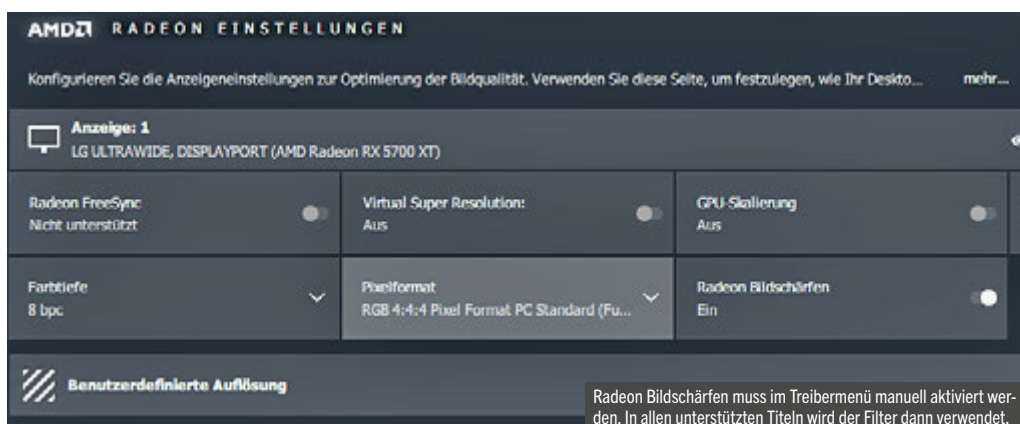 AMD RADEON EINSTELLUNGEN
Konfigurieren Sie die Anzeigeneinstellungen zur Optimierung der Bildqualität. Verwenden Sie diese Seite, um festzulegen, wie Ihr Deskto... mehr...
Anzeige: 1
LG ULTRAWIDE, DISPLAYPORT (AMD Radeon RX 5700 XT)
Radeon FreeSync
Nicht unterstützt
Virtual Super Resolution:
Aus
GPU-Skalierung
Aus
Farbtiefe
8 bpc
Pixelformat
RGB 4:4:4 Pixel Format PC Standard (Fu...
Radeon Bildschärfen
Ein
Benutzerdefinierte Auflösung
Radeon Bildschärfen muss im Treibermenü manuell aktiviert wer-
den. In allen unterstützten Titeln wird der Filter dann verwendet.